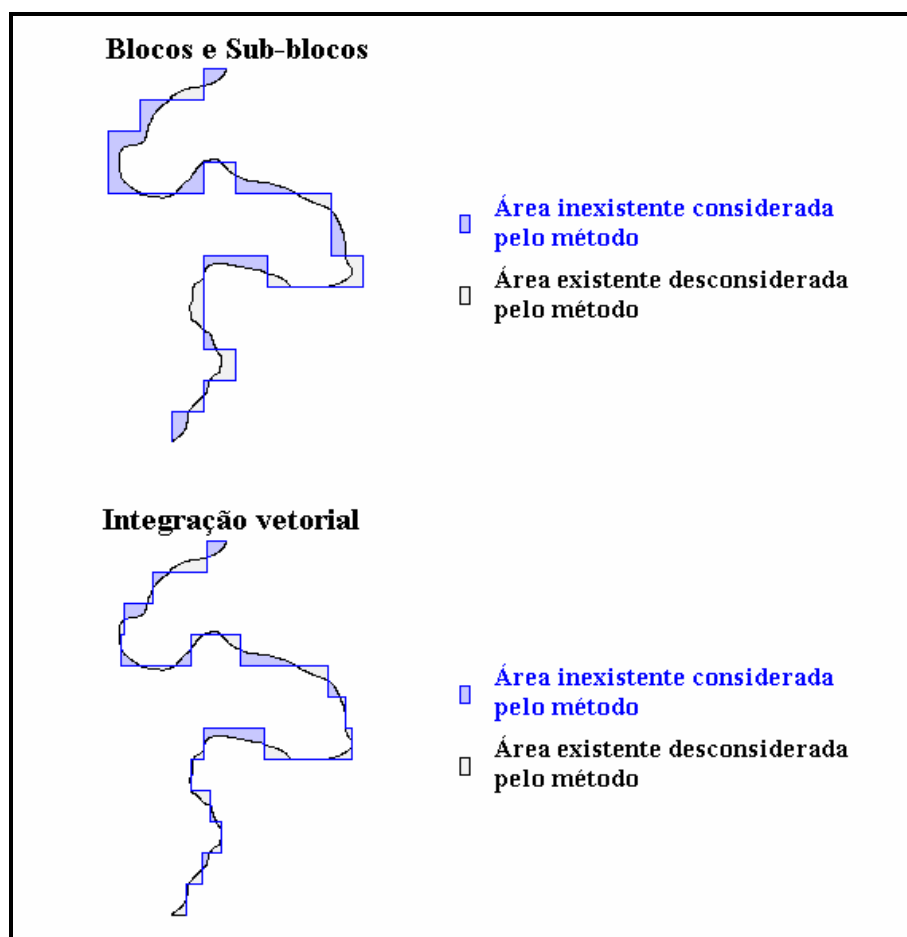 Blocos e Sub-blocos
Área inexistente considerada
pelo método
Área existente desconsiderada
pelo método
Integração vetorial
Área inexistente considerada
pelo método
Área existente desconsiderada
pelo método